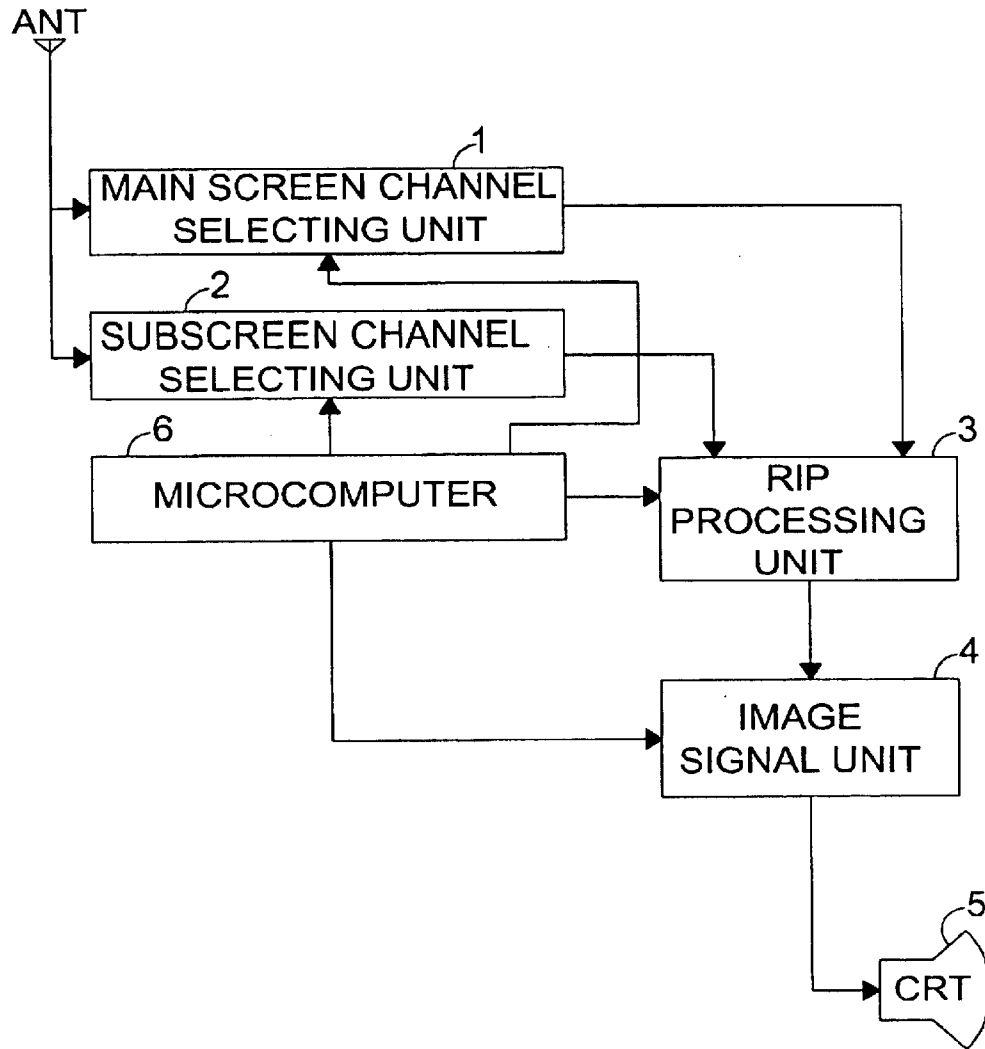 ANT
1
MAIN SCREEN CHANNEL
SELECTING UNIT
2
SUBSCREEN CHANNEL
SELECTING UNIT
6
MICROCOMPUTER
3
RIP
PROCESSING
UNIT
4
IMAGE
SIGNAL UNIT
5
CRT